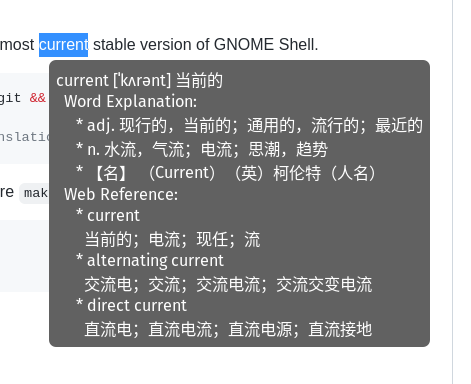 most current stable version of GNOME Shell.
git &&
current ['kʌrənt] 当前的
Word Explanation:
* adj. 现行的，当前的；通用的，流行的；最近的
* n. 水流，气流；电流；思潮，趋势
* 【名】 （Current）（英）柯伦特（人名）
Web Reference:
* current
当前的；电流；现任；流
* alternating current
交流电；交流；交流电流；交流交变电流
* direct current
直流电；直流电流；直流电源；直流接地